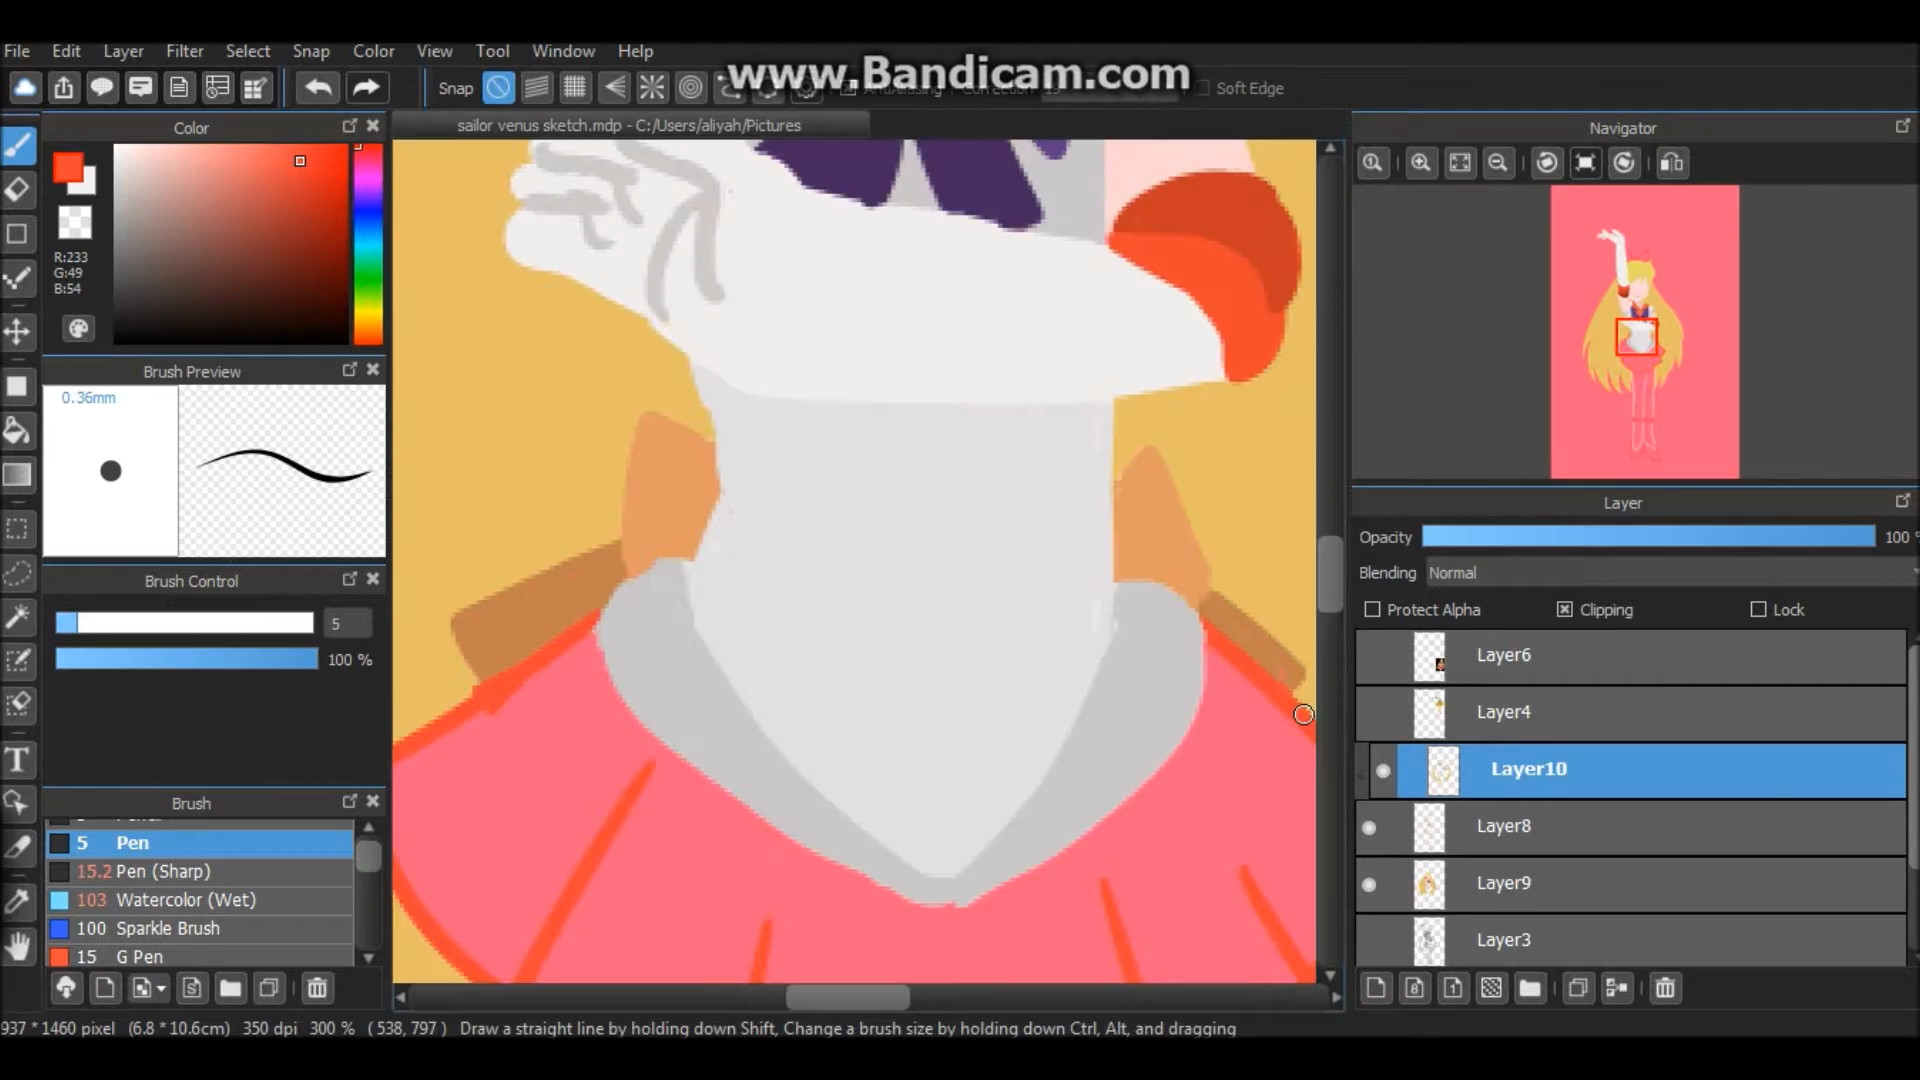 File Edit Layer Filter Select Snap Color View Tool Window Help
www.Bandicam.com
Snap Soft Edge
Color
sailor venus sketch.mdp - C:/Users/aliyah/Pictures
Navigator
R:233
G:49
B:54
Brush Preview
0.36mm
Layer
Opacity 100 %
Blending Normal
Protect Alpha Clipping Lock
Brush Control
5
100 %
Layer6
Layer4
Layer10
Layer8
Layer9
Layer3
Brush
5 Pen
15.2 Pen (Sharp)
103 Watercolor (Wet)
100 Sparkle Brush
15 G Pen
937 * 1460 pixel (6.8 * 10.6cm) 350 dpi 300 % ( 538, 797 ) Draw a straight line by holding down Shift, Change a brush size by holding down Ctrl, Alt, and dragging